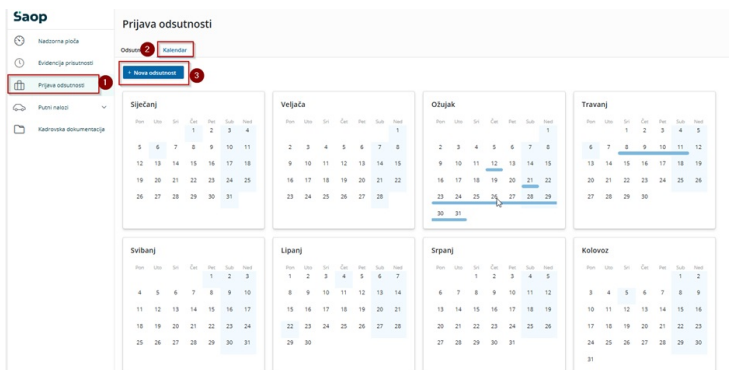 Saop
Nadzorna ploča
Evidencija prisutnosti
Prijava odsutnosti
1
Putni nalozi
Kadrovska dokumentacija
Prijava odsutnosti
2
Kalendar
+ Nova odsutnost
3
Siječanj
Pon Uto Sri Čet Pet Sub Ned
1 2 3 4
5 6 7 8 9 10 11
12 13 14 15 16 17 18
19 20 21 22 23 24 25
26 27 28 29 30 31
Veljača
Pon Uto Sri Čet Pet Sub Ned
1
2 3 4 5 6 7 8
9 10 11 12 13 14 15
16 17 18 19 20 21 22
23 24 25 26 27 28
Ožujak
Pon Uto Sri Čet Pet Sub Ned
1
2 3 4 5 6 7 8
9 10 11 12 13 14 15
16 17 18 19 20 21 22
23 24 25 26 27 28 29
30 31
Travanj
Pon Uto Sri Čet Pet Sub Ned
1 2 3 4 5
6 7 8 9 10 11 12
13 14 15 16 17 18 19
20 21 22 23 24 25 26
27 28 29 30
Svibanj
Pon Uto Sri Čet Pet Sub Ned
1 2 3
4 5 6 7 8 9 10
11 12 13 14 15 16 17
18 19 20 21 22 23 24
25 26 27 28 29 30 31
Lipanj
Pon Uto Sri Čet Pet Sub Ned
1 2 3 4 5 6 7
8 9 10 11 12 13 14
15 16 17 18 19 20 21
22 23 24 25 26 27 28
29 30
Srpanj
Pon Uto Sri Čet Pet Sub Ned
1 2 3 4 5
6 7 8 9 10 11 12
13 14 15 16 17 18 19
20 21 22 23 24 25 26
27 28 29 30 31
Kolovoz
Pon Uto Sri Čet Pet Sub Ned
1 2
3 4 5 6 7 8 9
10 11 12 13 14 15 16
17 18 19 20 21 22 23
24 25 26 27 28 29 30
31